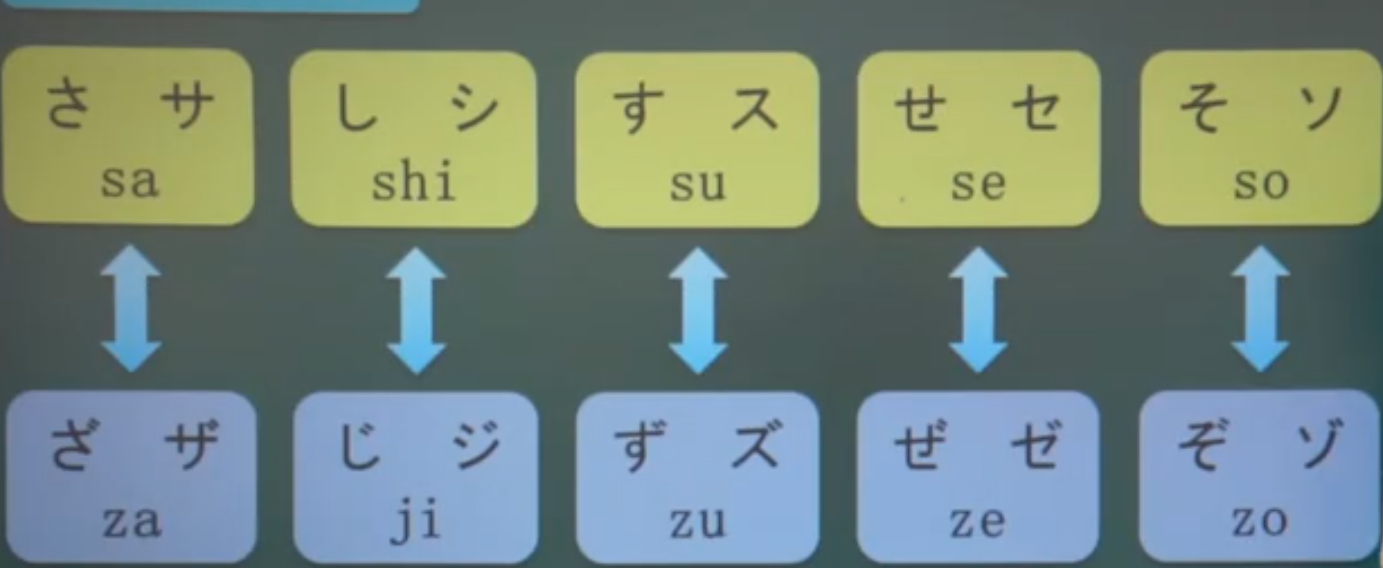 さ サ し シ す ス せ セ そ ソ
sa shi su se so
ざ ザ じ ジ ず ズ ぜ ゼ ぞ ゾ
za ji zu ze zo